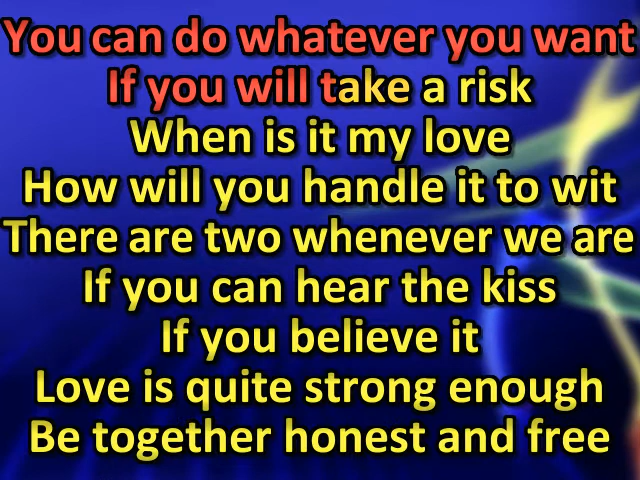 You can do whatever you want
If you will take a risk
When is it my love
How will you handle it to wit
There are two whenever we are
If you can hear the kiss
If you believe it
Love is quite strong enough
Be together honest and free